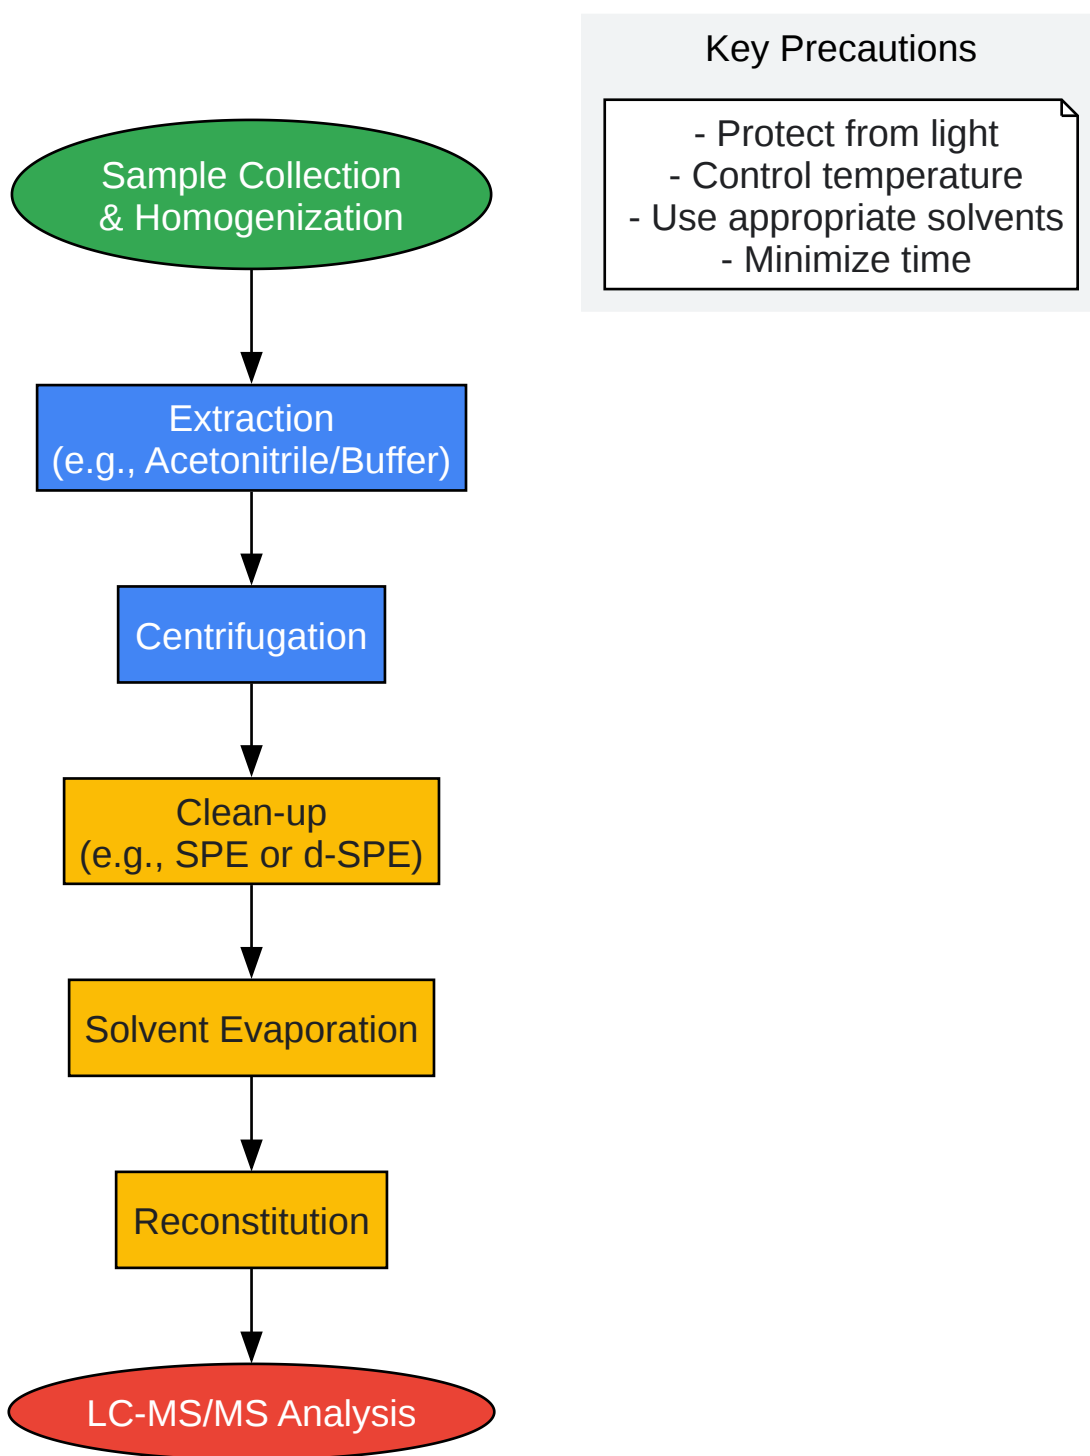 Key Precautions
- Protect from light
- Control temperature
- Use appropriate solvents
- Minimize time
Sample Collection
& Homogenization
Extraction
(e.g., Acetonitrile/Buffer)
Centrifugation
Clean-up
(e.g., SPE or d-SPE)
Solvent Evaporation
Reconstitution
LC-MS/MS Analysis